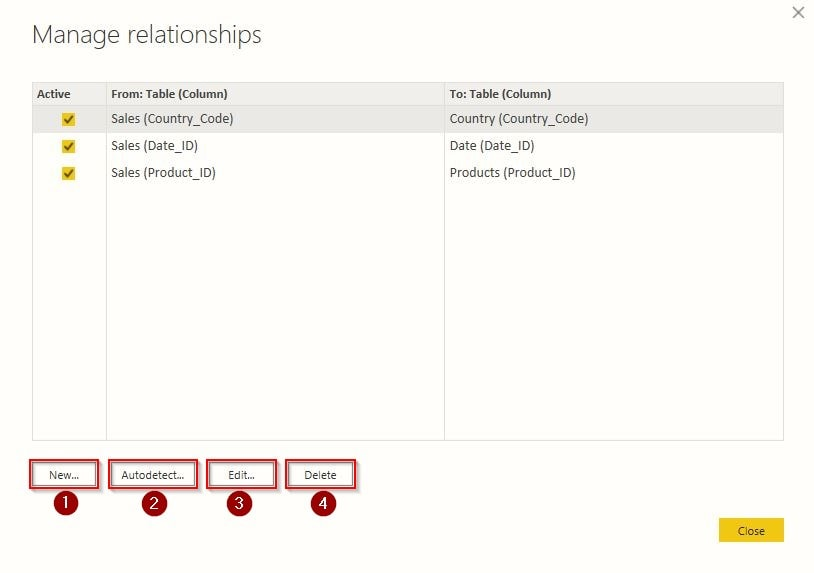 Manage relationships
Active From: Table (Column) To: Table (Column)
Sales (Country_Code) Country (Country_Code)
Sales (Date_ID) Date (Date_ID)
Sales (Product_ID) Products (Product_ID)
New... Autodetect... Edit... Delete
1 2 3 4
Close